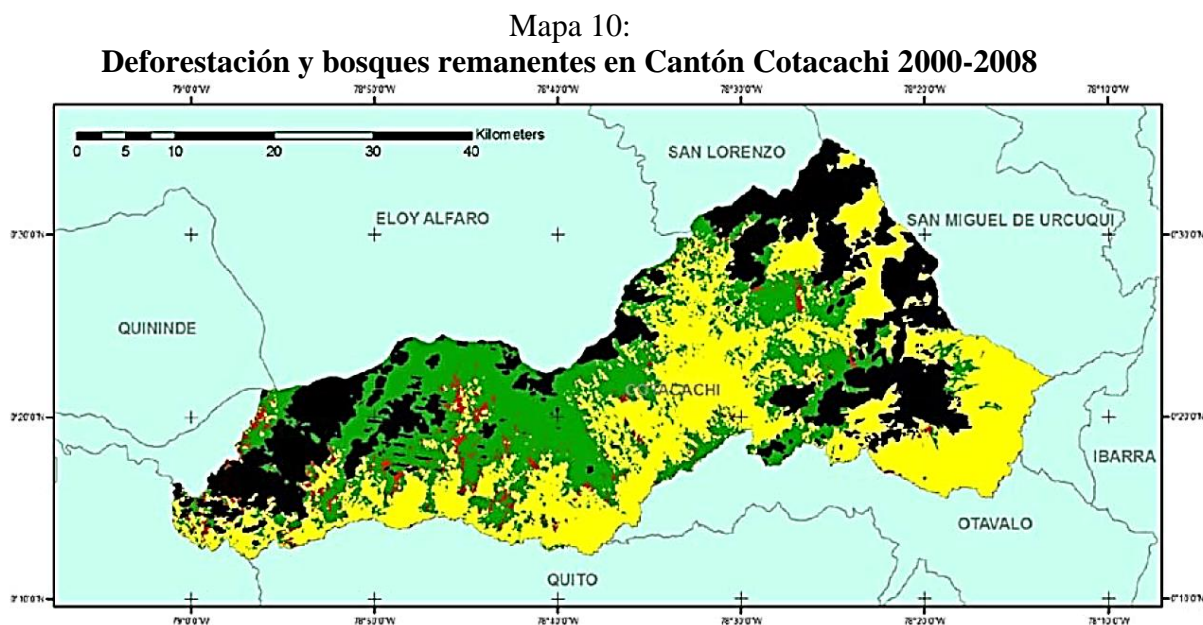 Mapa 10:
Deforestación y bosques remanentes en Cantón Cotacachi 2000-2008
79°0'0"W 78°50'0"W 78°40'0"W 78°30'0"W 78°20'0"W 78°10'0"W
Kilometers
0 5 10 20 30 40
SAN LORENZO
ELOY ALFARO
SAN MIGUEL DE URCUQUI
0°30'0"N 0°30'0"N
QUININDE
COTACACHI
0°20'0"N 0°20'0"N
IBARRA
OTAVALO
QUITO
0°10'0"N 0°10'0"N
79°0'0"W 78°50'0"W 78°40'0"W 78°30'0"W 78°20'0"W 78°10'0"W